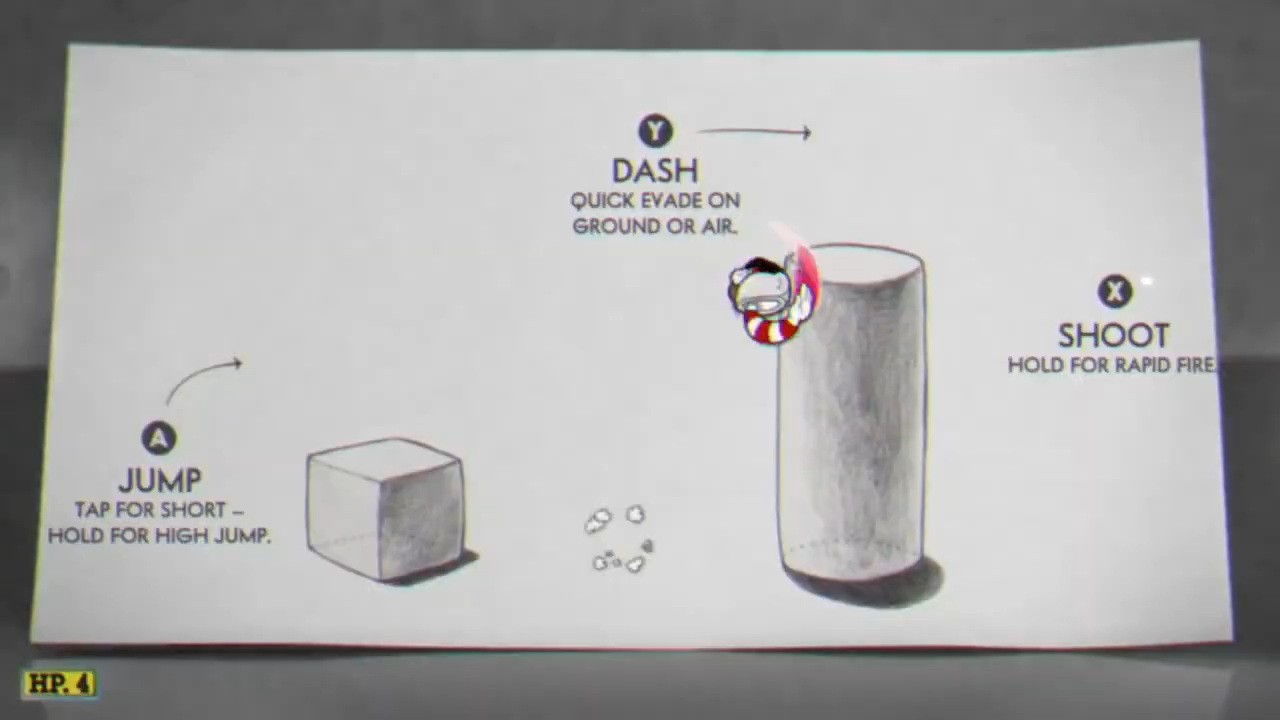 Y
DASH
QUICK EVADE ON
GROUND OR AIR.
X
SHOOT
HOLD FOR RAPID FIRE.
A
JUMP
TAP FOR SHORT –
HOLD FOR HIGH JUMP.
HP. 4